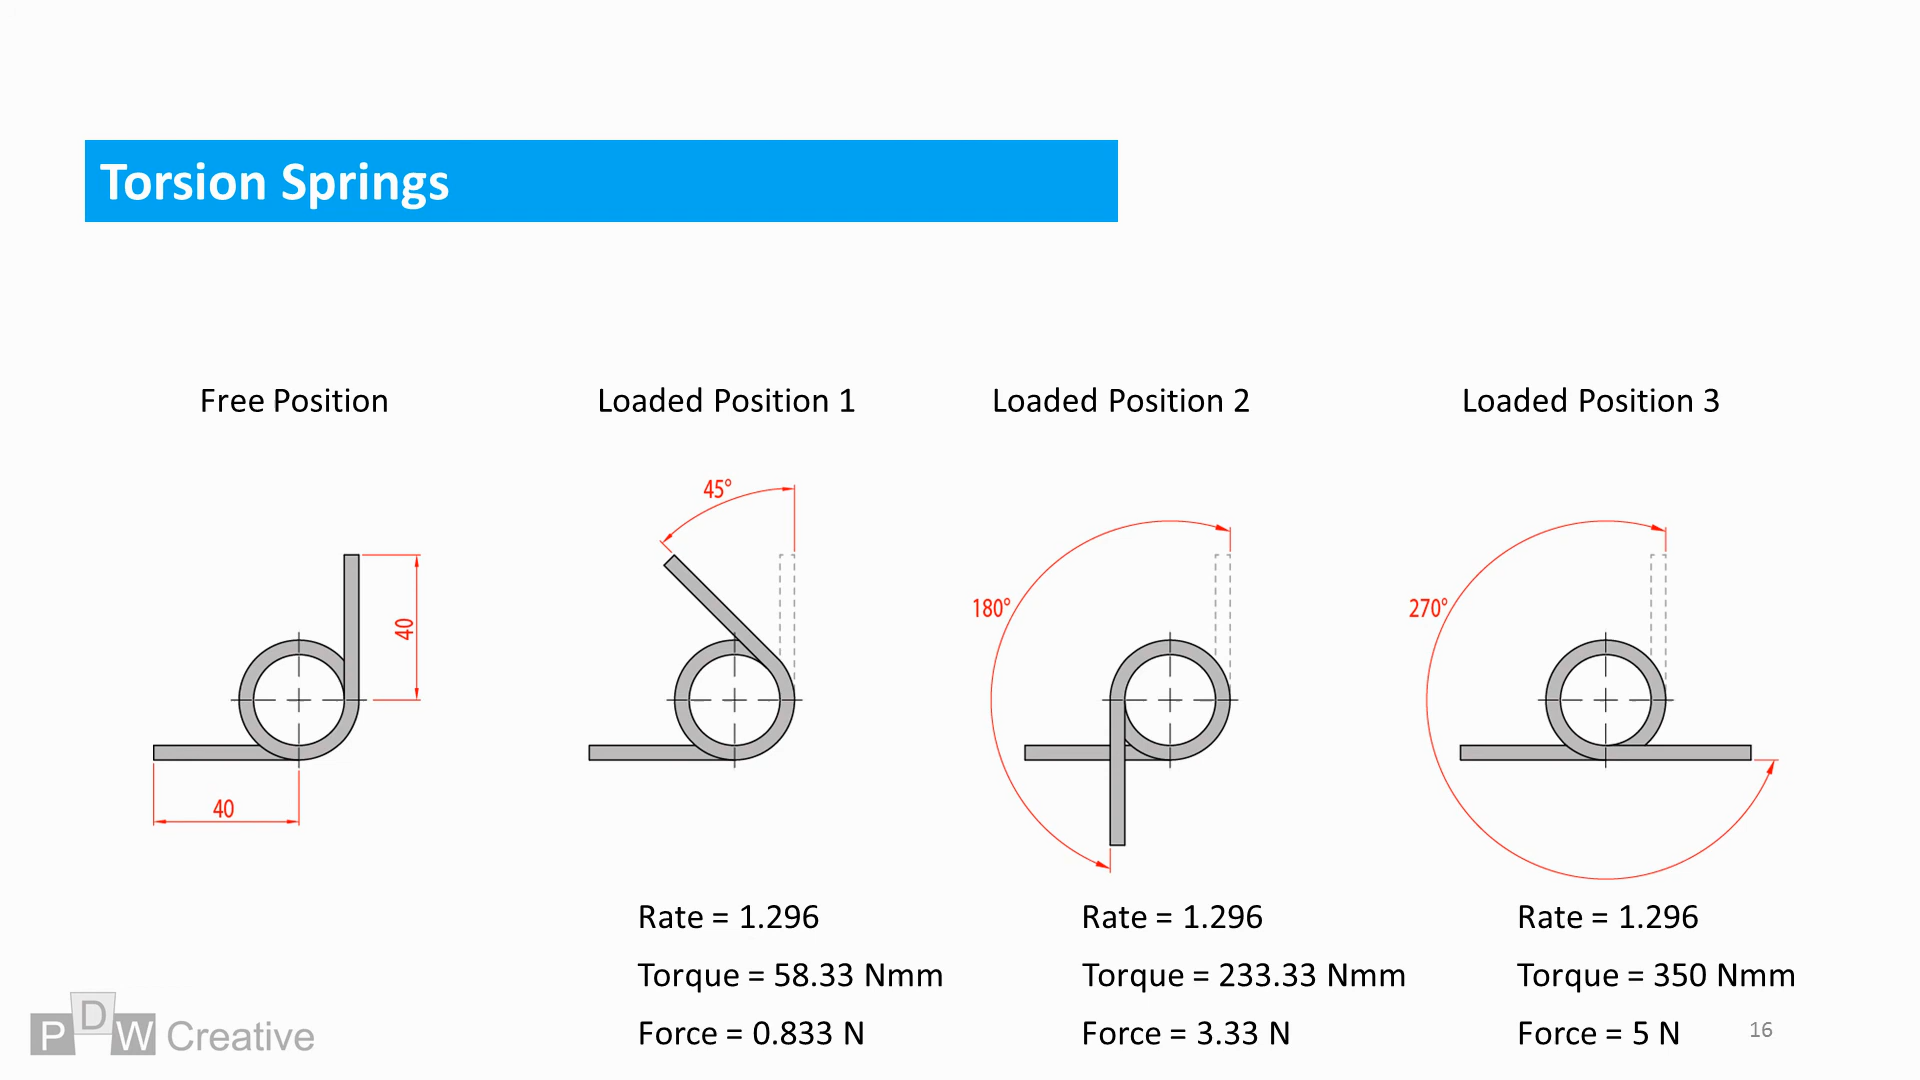 Torsion Springs
Free Position
Loaded Position 1
Loaded Position 2
Loaded Position 3
40
40
45°
180°
270°
Rate = 1.296
Torque = 58.33 Nmm
Force = 0.833 N
Rate = 1.296
Torque = 233.33 Nmm
Force = 3.33 N
Rate = 1.296
Torque = 350 Nmm
Force = 5 N
PDW Creative
16